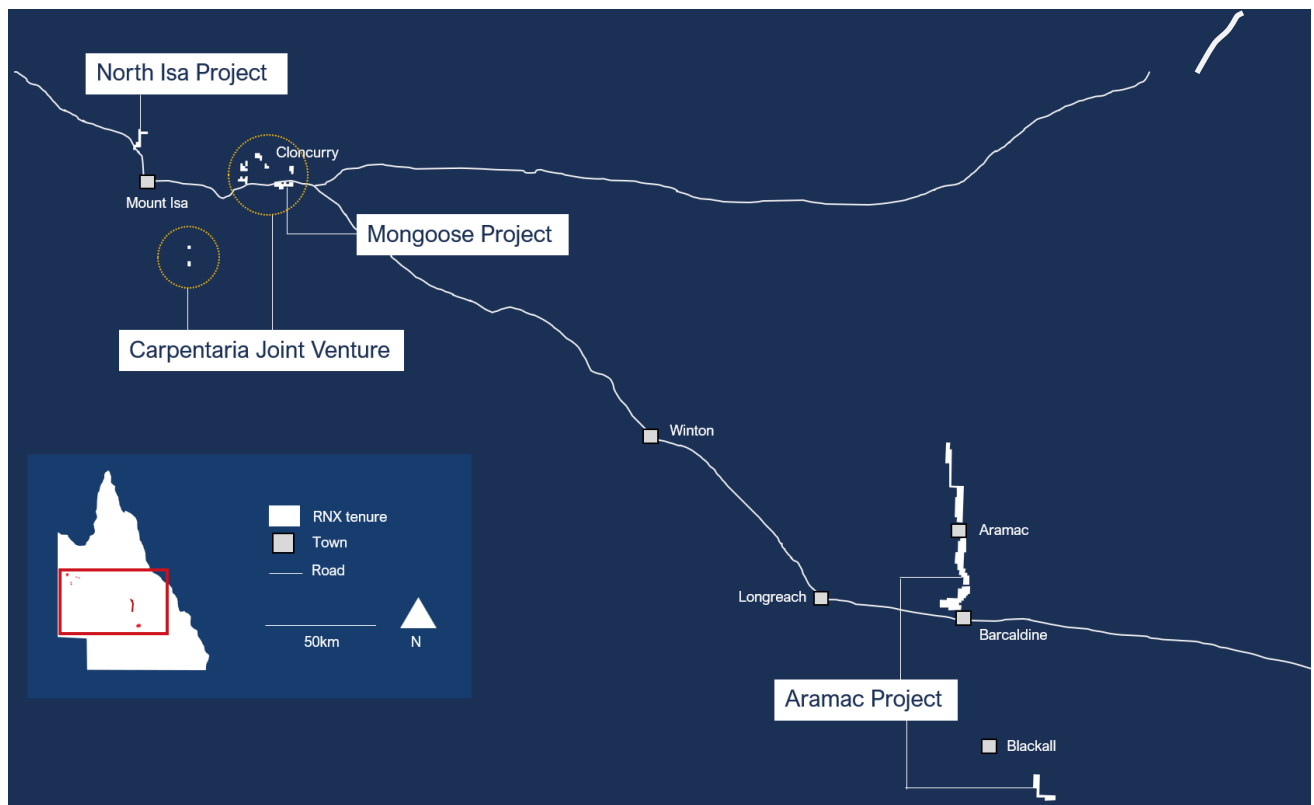 North Isa Project
Cloncurry
Mount Isa
Mongoose Project
Carpentaria Joint Venture
Winton
RNX tenure
Town
Road
50km
N
Aramac
Longreach
Barcaldine
Aramac Project
Blackall